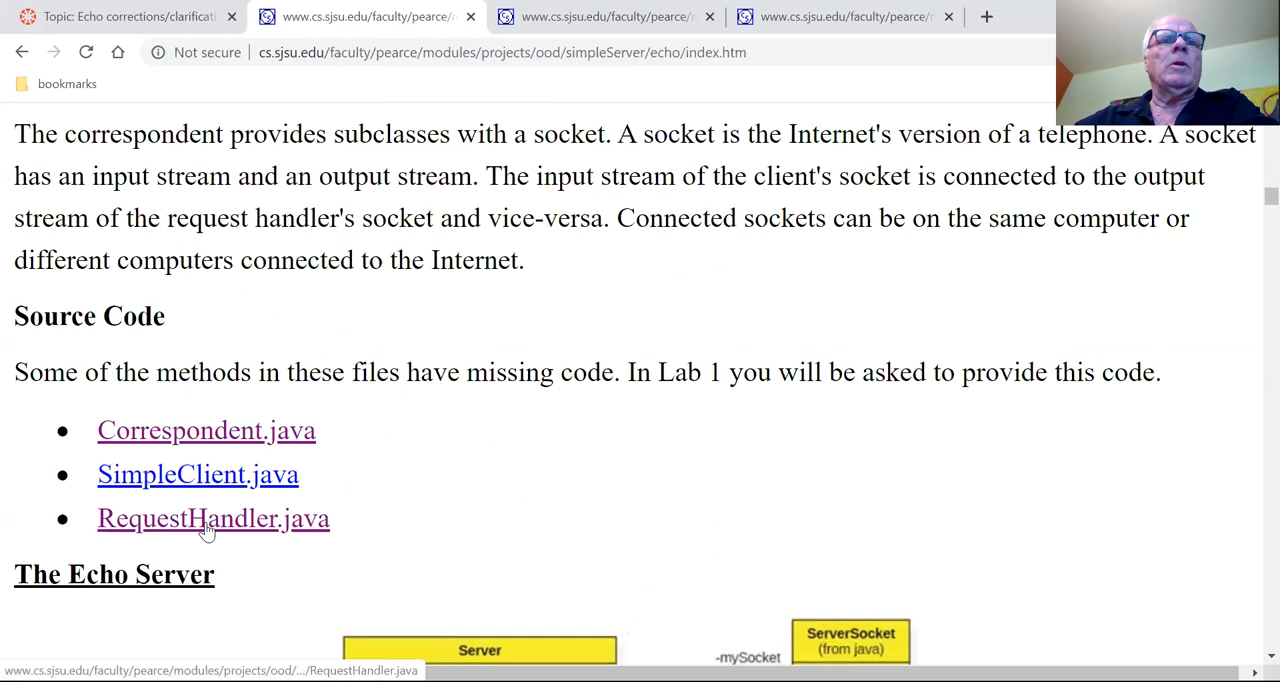 Topic: Echo corrections/clarificati
www.cs.sjsu.edu/faculty/pearce/n
www.cs.sjsu.edu/faculty/pearce/
www.cs.sjsu.edu/faculty/pearce/
Not secure
cs.sjsu.edu/faculty/pearce/modules/projects/ood/simpleServer/echo/index.htm
bookmarks
The correspondent provides subclasses with a socket. A socket is the Internet's version of a telephone. A socket
has an input stream and an output stream. The input stream of the client's socket is connected to the output
stream of the request handler's socket and vice-versa. Connected sockets can be on the same computer or
different computers connected to the Internet.
Source Code
Some of the methods in these files have missing code. In Lab 1 you will be asked to provide this code.
• Correspondent.java
• SimpleClient.java
• RequestHandler.java
The Echo Server
Server
ServerSocket
(from java)
-mySocket
www.cs.sjsu.edu/faculty/pearce/modules/projects/ood/.../RequestHandler.java